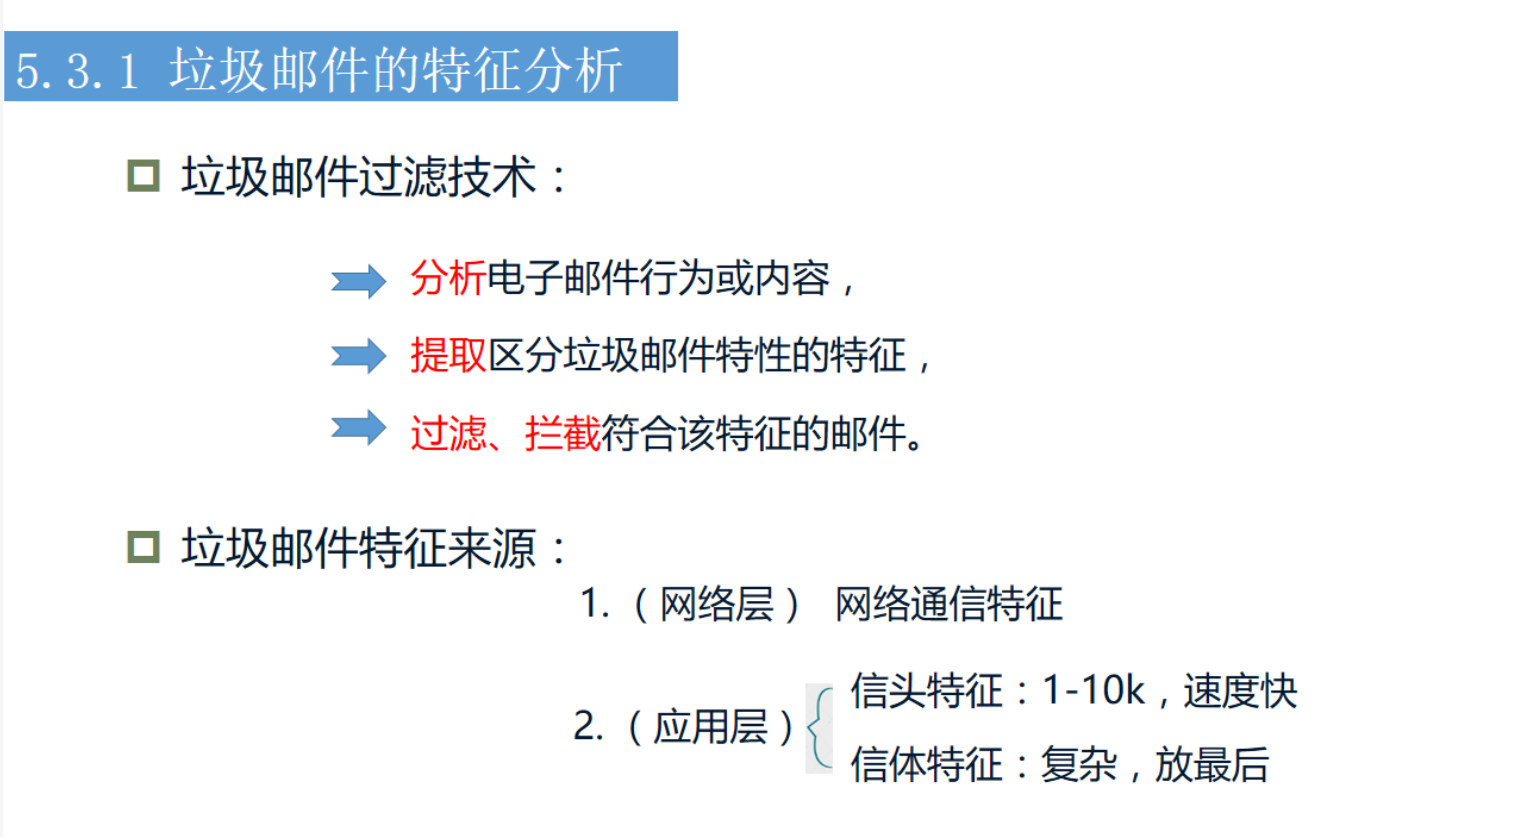 5.3.1 垃圾邮件的特征分析
垃圾邮件过滤技术：
分析电子邮件行为或内容，
提取区分垃圾邮件特性的特征，
过滤、拦截符合该特征的邮件。
垃圾邮件特征来源：
1.（网络层） 网络通信特征
2.（应用层）
信头特征：1-10k，速度快
信体特征：复杂，放最后